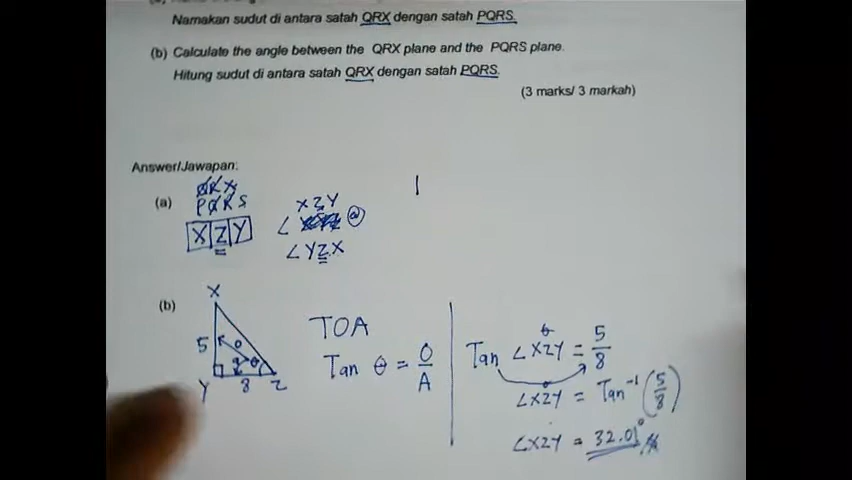 Namakan sudut di antara satah QRX dengan satah PQRS.
(b) Calculate the angle between the QRX plane and the PQRS plane.
Hitung sudut di antara satah QRX dengan satah PQRS.
(3 marks/ 3 markah)
Answer/Jawapan:
(a)
QRX
PQRS
X Z Y
XZY
∠
@
∠YZX
(b)
X
5
Y
8
Z
θ
TOA
Tan θ = O/A
θ
Tan ∠XZY = 5/8
∠XZY = Tan⁻¹ (5/8)
∠XZY = 32.01°